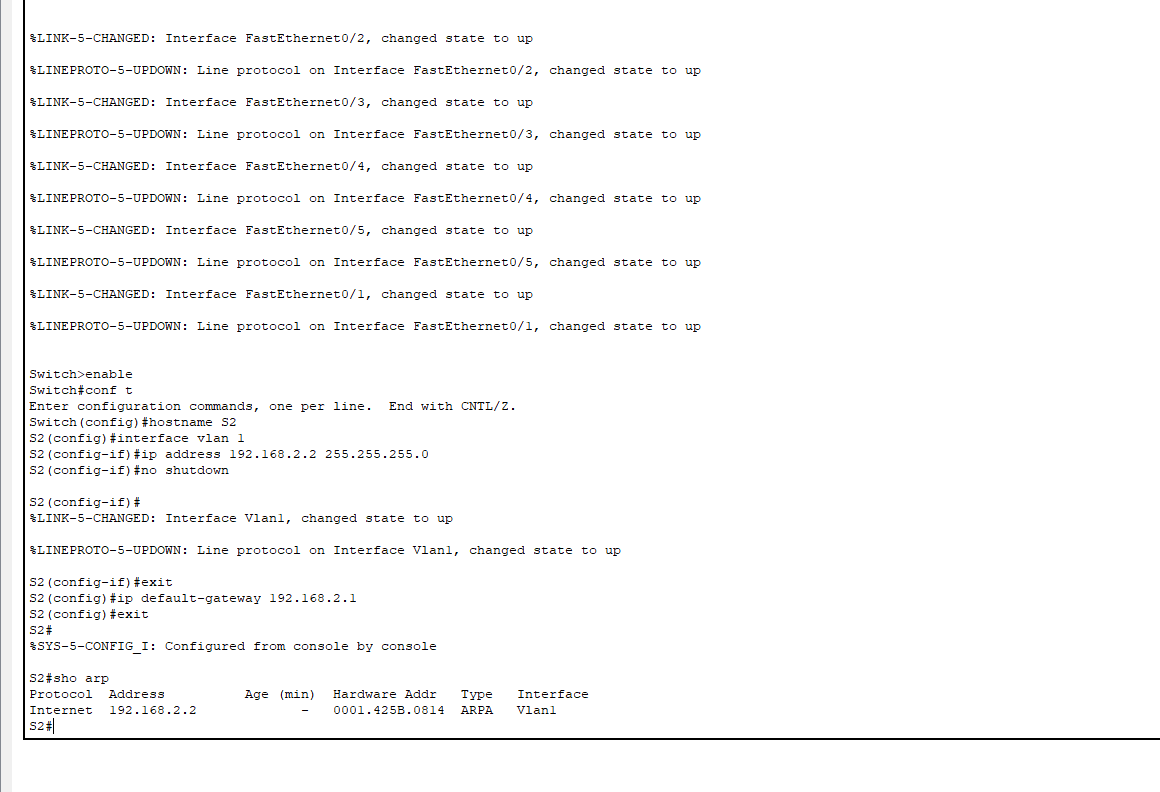 %LINK-5-CHANGED: Interface FastEthernet0/2, changed state to up
%LINEPROTO-5-UPDOWN: Line protocol on Interface FastEthernet0/2, changed state to up
%LINK-5-CHANGED: Interface FastEthernet0/3, changed state to up
%LINEPROTO-5-UPDOWN: Line protocol on Interface FastEthernet0/3, changed state to up
%LINK-5-CHANGED: Interface FastEthernet0/4, changed state to up
%LINEPROTO-5-UPDOWN: Line protocol on Interface FastEthernet0/4, changed state to up
%LINK-5-CHANGED: Interface FastEthernet0/5, changed state to up
%LINEPROTO-5-UPDOWN: Line protocol on Interface FastEthernet0/5, changed state to up
%LINK-5-CHANGED: Interface FastEthernet0/1, changed state to up
%LINEPROTO-5-UPDOWN: Line protocol on Interface FastEthernet0/1, changed state to up
Switch>enable
Switch#conf t
Enter configuration commands, one per line.  End with CNTL/Z.
Switch(config)#hostname S2
S2(config)#interface vlan 1
S2(config-if)#ip address 192.168.2.2 255.255.255.0
S2(config-if)#no shutdown
S2(config-if)#
%LINK-5-CHANGED: Interface Vlan1, changed state to up
%LINEPROTO-5-UPDOWN: Line protocol on Interface Vlan1, changed state to up
S2(config-if)#exit
S2(config)#ip default-gateway 192.168.2.1
S2(config)#exit
S2#
%SYS-5-CONFIG_I: Configured from console by console
S2#sho arp
Protocol  Address          Age (min)  Hardware Addr   Type   Interface
Internet  192.168.2.2             -   0001.425B.0814  ARPA   Vlan1
S2#